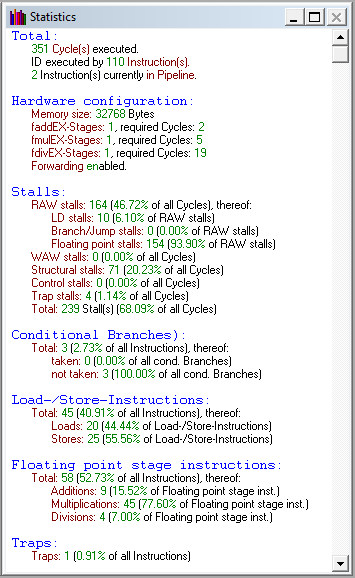 Statistics
Total:
351 Cycle(s) executed.
ID executed by 110 Instruction(s).
2 Instruction(s) currently in Pipeline.
Hardware configuration:
Memory size: 32768 Bytes
faddEX-Stages: 1, required Cycles: 2
fmulEX-Stages: 1, required Cycles: 5
fdivEX-Stages: 1, required Cycles: 19
Forwarding enabled.
Stalls:
RAW stalls: 164 (46.72% of all Cycles), thereof:
LD stalls: 10 (6.10% of RAW stalls)
Branch/Jump stalls: 0 (0.00% of RAW stalls)
Floating point stalls: 154 (93.90% of RAW stalls)
WAW stalls: 0 (0.00% of all Cycles)
Structural stalls: 71 (20.23% of all Cycles)
Control stalls: 0 (0.00% of all Cycles)
Trap stalls: 4 (1.14% of all Cycles)
Total: 239 Stall(s) (68.09% of all Cycles)
Conditional Branches):
Total: 3 (2.73% of all Instructions), thereof:
taken: 0 (0.00% of all cond. Branches)
not taken: 3 (100.00% of all cond. Branches)
Load-/Store-Instructions:
Total: 45 (40.91% of all Instructions), thereof:
Loads: 20 (44.44% of Load-/Store-Instructions)
Stores: 25 (55.56% of Load-/Store-Instructions)
Floating point stage instructions:
Total: 58 (52.73% of all Instructions), thereof:
Additions: 9 (15.52% of Floating point stage inst.)
Multiplications: 45 (77.60% of Floating point stage inst.)
Divisions: 4 (7.00% of Floating point stage inst.)
Traps:
Traps: 1 (0.91% of all Instructions)